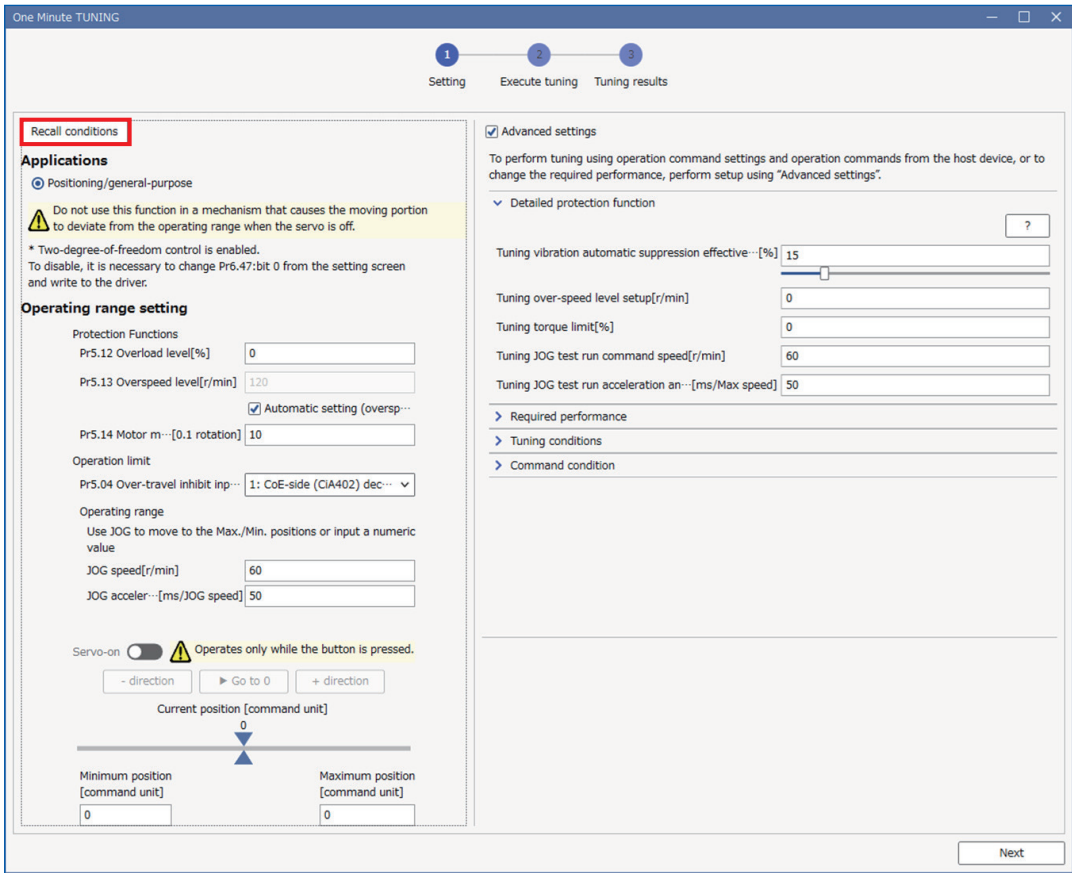 One Minute TUNING
1
2
3
Setting
Execute tuning
Tuning results
Recall conditions
Applications
Positioning/general-purpose
Do not use this function in a mechanism that causes the moving portion
to deviate from the operating range when the servo is off.
* Two-degree-of-freedom control is enabled.
To disable, it is necessary to change Pr6.47:bit 0 from the setting screen
and write to the driver.
Operating range setting
Protection Functions
Pr5.12 Overload level[%] 0
Pr5.13 Overspeed level[r/min] 120
Automatic setting (oversp···
Pr5.14 Motor m···[0.1 rotation] 10
Operation limit
Pr5.04 Over-travel inhibit inp··· 1: CoE-side (CiA402) dec···
Operating range
Use JOG to move to the Max./Min. positions or input a numeric
value
JOG speed[r/min] 60
JOG acceler···[ms/JOG speed] 50
Servo-on Operates only while the button is pressed.
- direction
Go to 0
+ direction
Current position [command unit]
0
Minimum position
[command unit]
0
Maximum position
[command unit]
0
Advanced settings
To perform tuning using operation command settings and operation commands from the host device, or to
change the required performance, perform setup using "Advanced settings".
Detailed protection function
?
Tuning vibration automatic suppression effective···[%] 15
Tuning over-speed level setup[r/min] 0
Tuning torque limit[%] 0
Tuning JOG test run command speed[r/min] 60
Tuning JOG test run acceleration an···[ms/Max speed] 50
Required performance
Tuning conditions
Command condition
Next